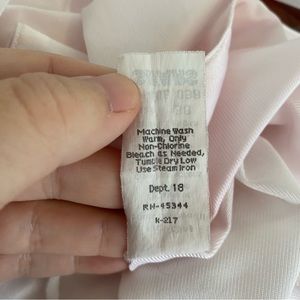 Machine Wash
Warm, Only
Non-Chlorine
Bleach as Needed,
Tumble Dry Low
Use Steam Iron
Dept. 18
RN-45344
K-217